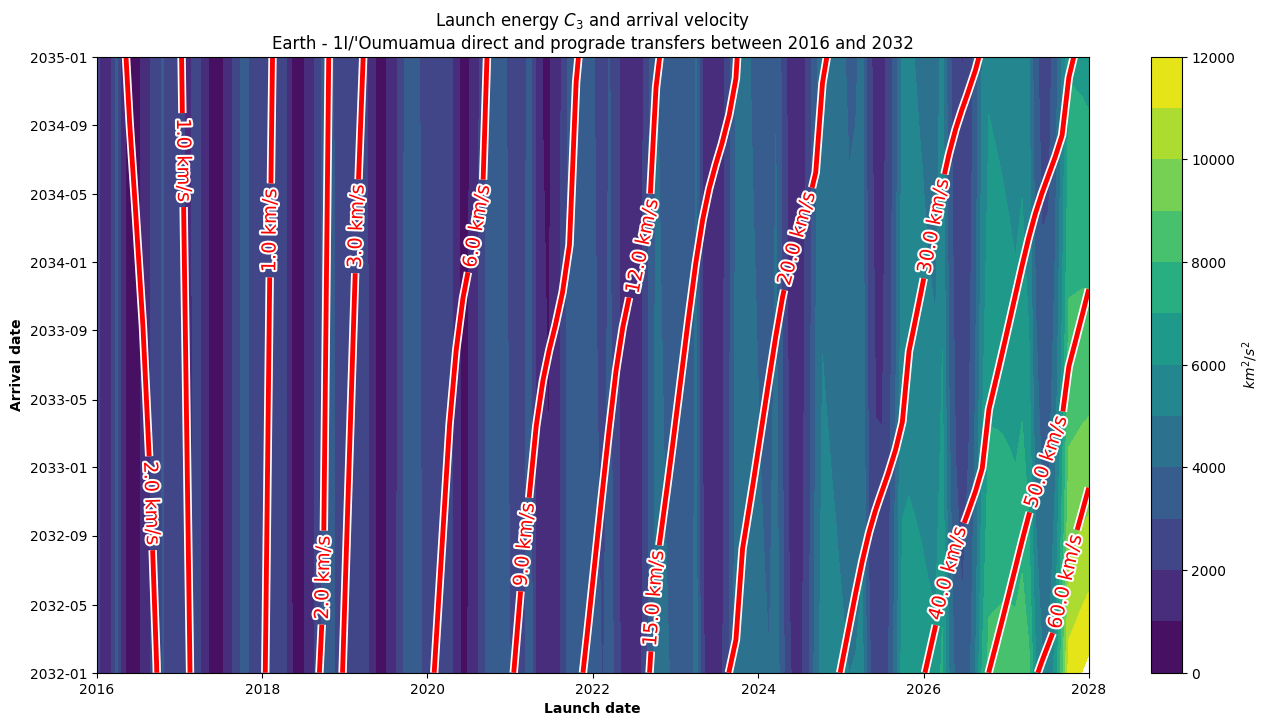 Launch energy C₃ and arrival velocity
Earth - 1I/'Oumuamua direct and prograde transfers between 2016 and 2032
Arrival date
2035-01
2034-09
2034-05
2034-01
2033-09
2033-05
2033-01
2032-09
2032-05
2032-01
1.0 km/s
1.0 km/s
3.0 km/s
6.0 km/s
12.0 km/s
20.0 km/s
30.0 km/s
2.0 km/s
2.0 km/s
9.0 km/s
15.0 km/s
40.0 km/s
50.0 km/s
60.0 km/s
2016
2018
2020
2022
2024
2026
2028
Launch date
12000
10000
8000
6000
4000
2000
0
km²/s²